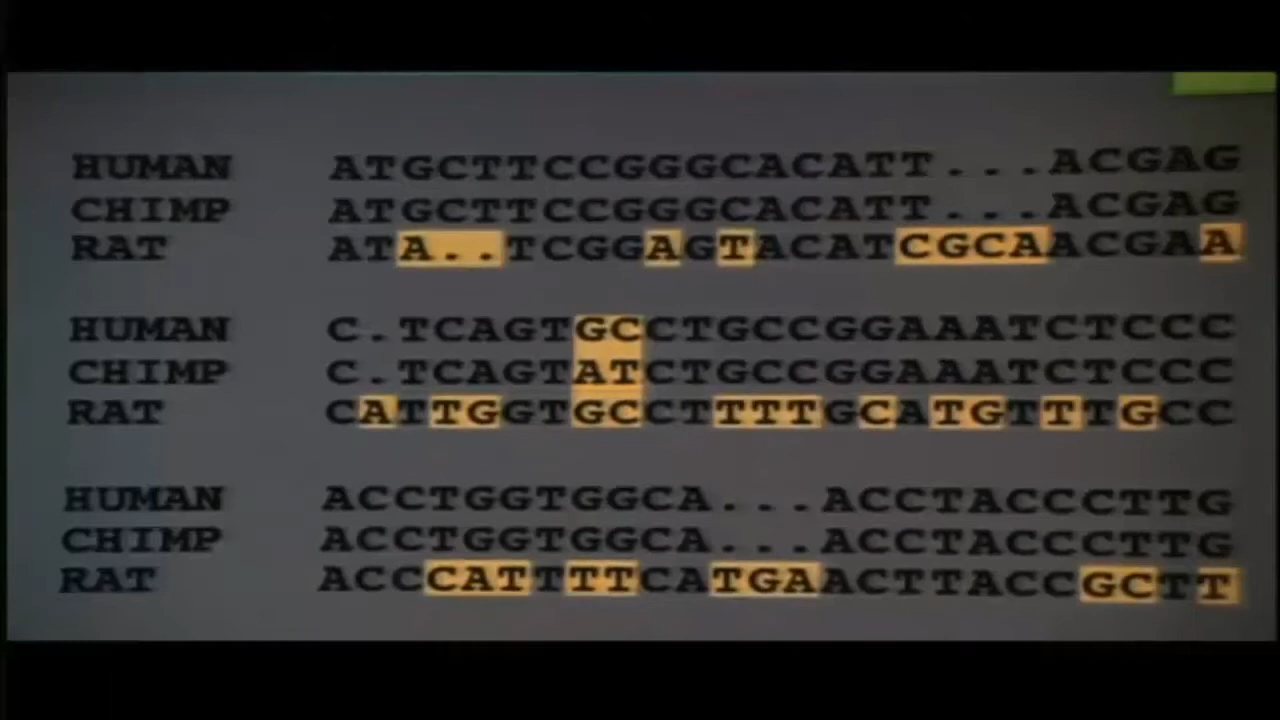 HUMAN ATGCTTCCGGGCACATT...ACGAG
CHIMP ATGCTTCCGGGCACATT...ACGAG
RAT ATA..TCGGAGTACATCGCAACGAA
HUMAN C.TCAGTGCCTGCCGGAAATCTCCC
CHIMP C.TCAGTATCTGCCGGAAATCTCCC
RAT CATTGGTGCCTTTTGCATGTTTGCC
HUMAN ACCTGGTGGCA...ACCTACCCTTG
CHIMP ACCTGGTGGCA...ACCTACCCTTG
RAT ACCCATTTTCATGAACTTACCGCTT